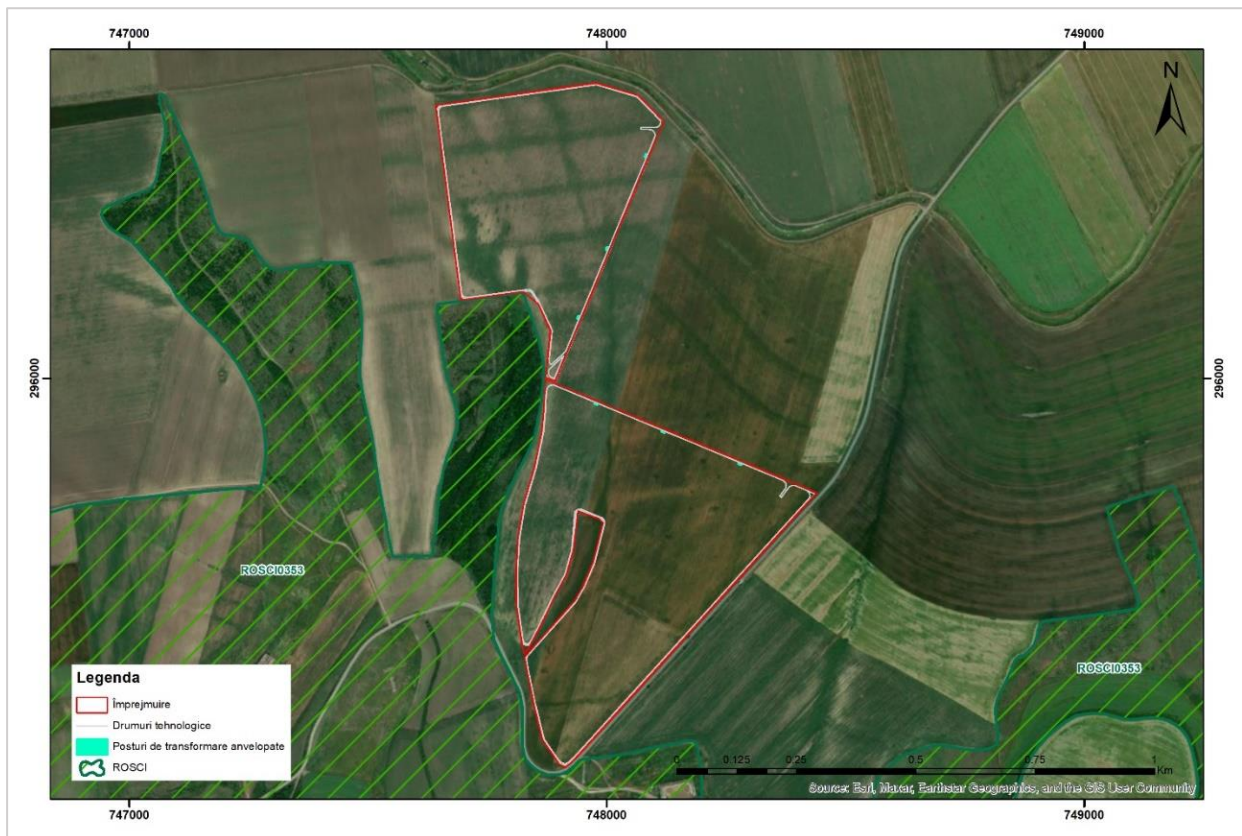 747000 748000 749000
N
296000 296000
ROSCI0353
ROSCI0353
Legenda
Împrejmuire
Drumuri tehnologice
Posturi de transformare anvelopate
ROSCI
0 0.125 0.25 0.5 0.75 1
Km
Source: Esri, Maxar, Earthstar Geographics, and the GIS User Community
747000 748000 749000